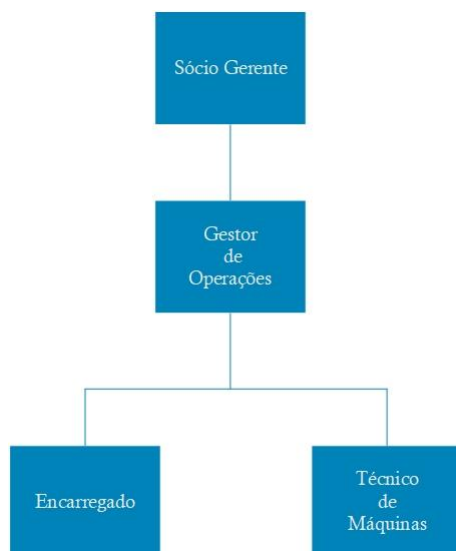 Sócio Gerente
Gestor
de
Operações
Encarregado
Técnico
de
Máquinas